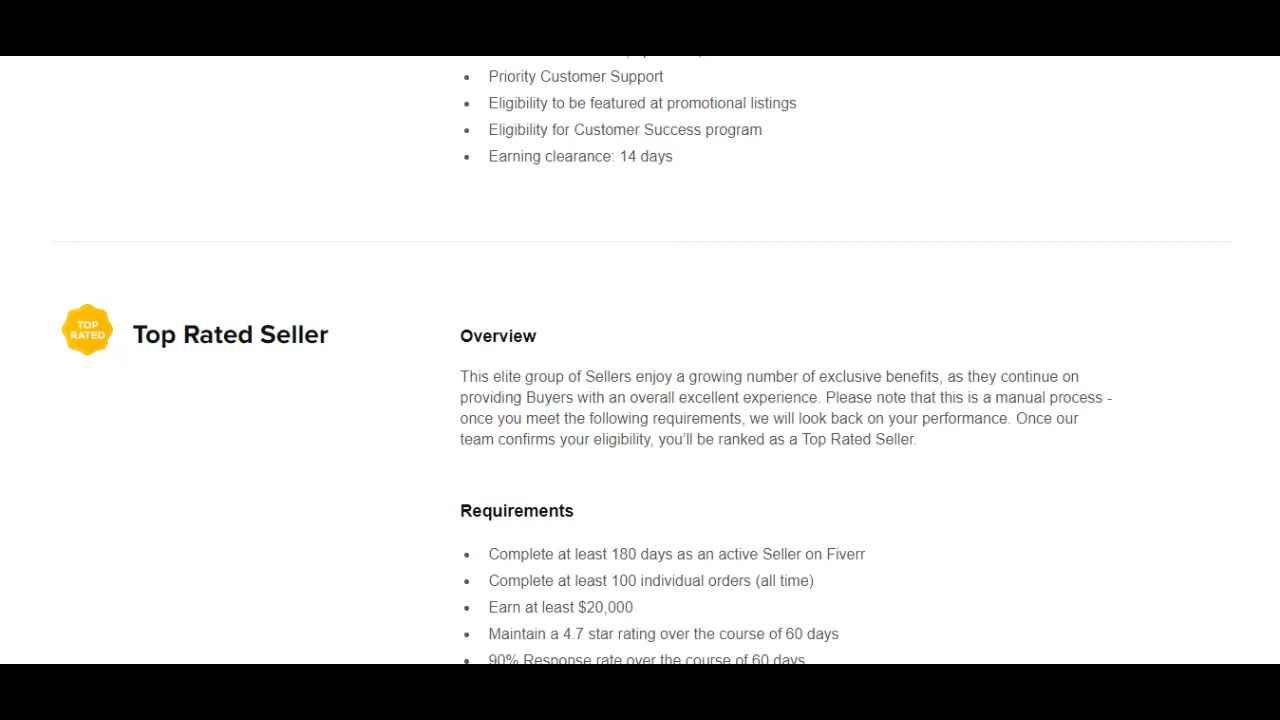 Priority Customer Support
Eligibility to be featured at promotional listings
Eligibility for Customer Success program
Earning clearance: 14 days
TOP
RATED
Top Rated Seller
Overview
This elite group of Sellers enjoy a growing number of exclusive benefits, as they continue on
providing Buyers with an overall excellent experience. Please note that this is a manual process -
once you meet the following requirements, we will look back on your performance. Once our
team confirms your eligibility, you'll be ranked as a Top Rated Seller.
Requirements
Complete at least 180 days as an active Seller on Fiverr
Complete at least 100 individual orders (all time)
Earn at least $20,000
Maintain a 4.7 star rating over the course of 60 days
90% Response rate over the course of 60 days